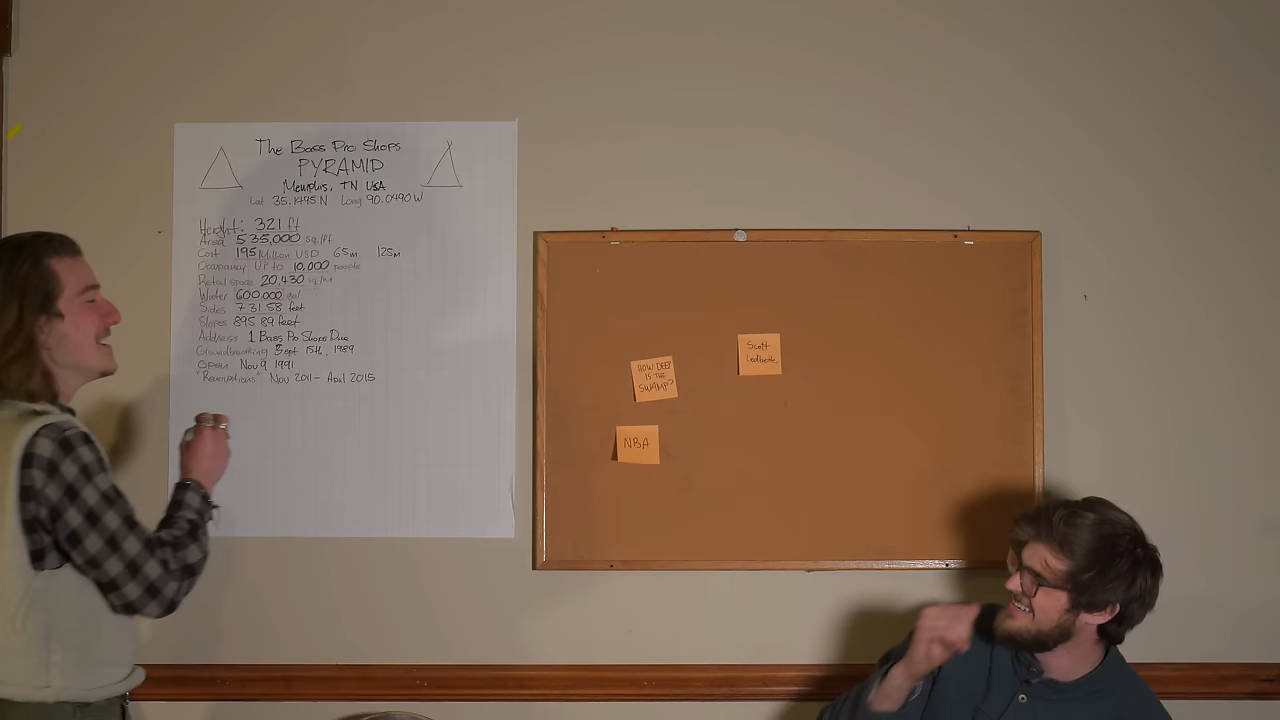 The Bass Pro Shops
PYRAMID
Memphis, TN USA
Lat 35.1495 N Long 90.0490 W
Height: 321 ft
Area 535,000 sq/ft
Cost 195 Million USD 65m 125m
Occupancy Up to 10,000 people
Retail space 20,430
Water 600,000 gal
Sides 731.58 feet
Slopes 895.89 feet
Address 1 Bass Pro Shops Drive
Groundbreaking Sept 15th, 1989
Open Nov 9 1991
"Renovations" Nov 2011 - April 2015
HOW DEEP
IS THE
SWAMP?
NBA
Scott
Ledbetter